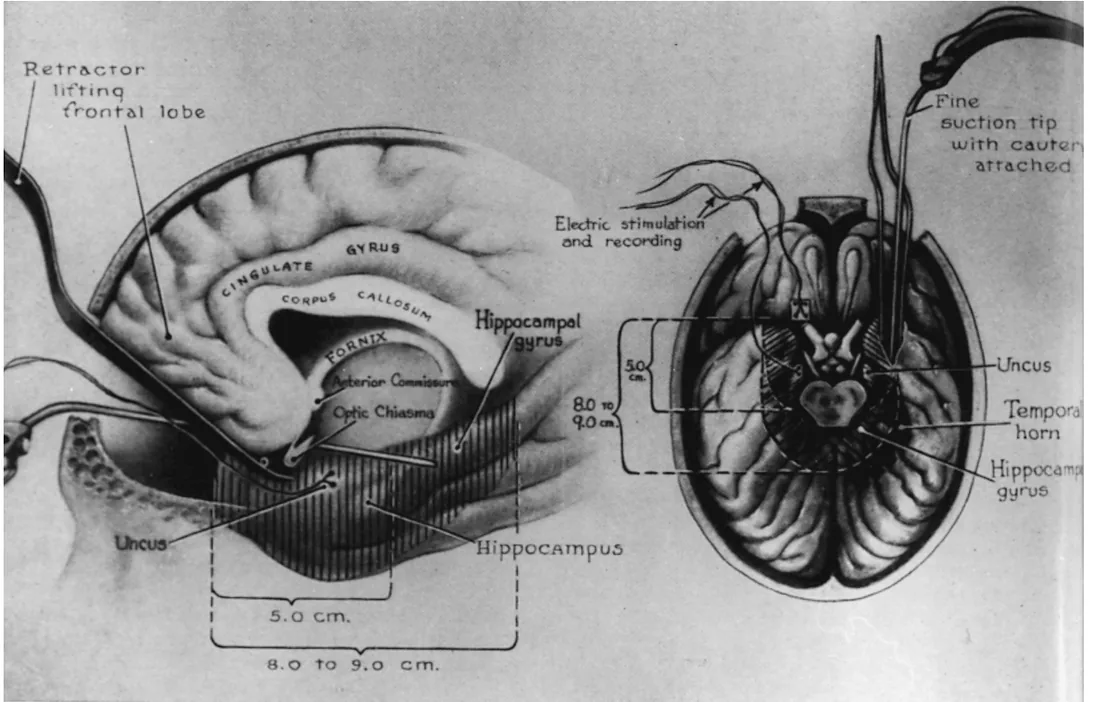 Retractor
lifting
frontal lobe
CINGULATE GYRUS
CORPUS CALLOSUM
FORNIX
Anterior Commissure
Optic Chiasma
Hippocampal
gyrus
Uncus
Hippocampus
5.0 cm.
8.0 to 9.0 cm.
Electric stimulation
and recording
Fine
suction tip
with cauter
attached
5.0
cm.
8.0 to
9.0 cm.
Uncus
Temporal
horn
Hippocamp
gyrus